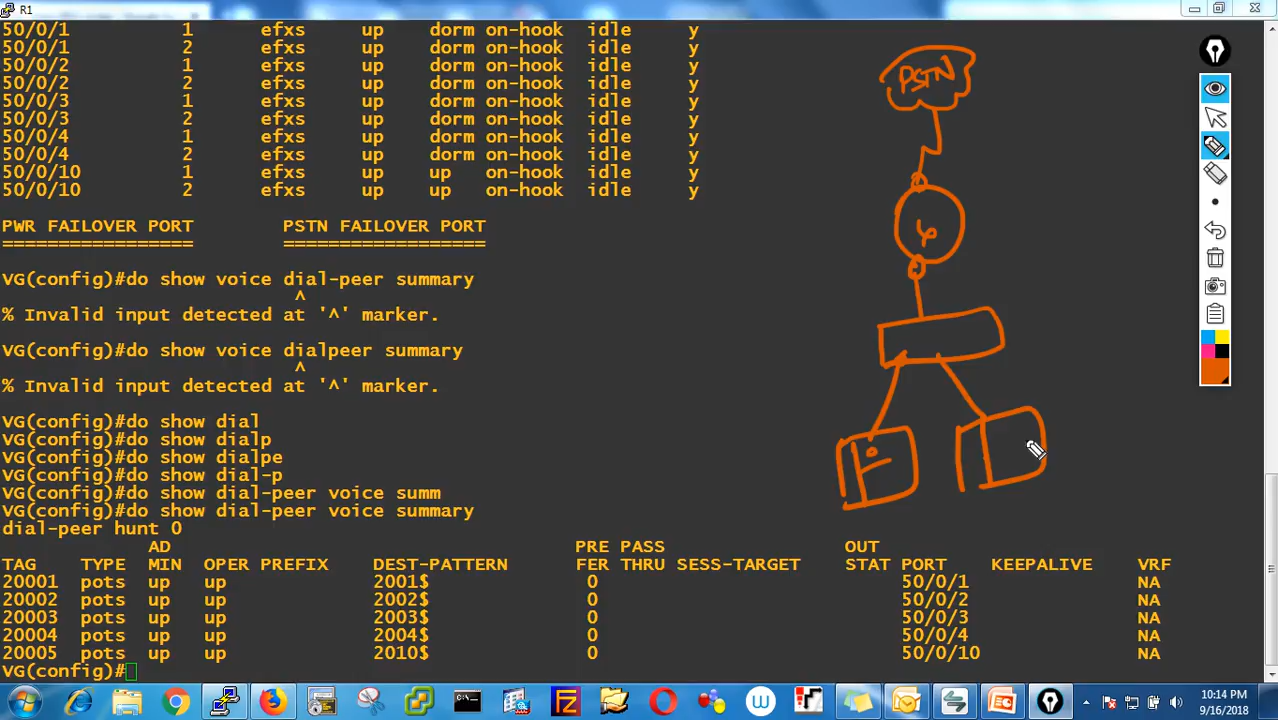 R1
50/0/1 1 efxs up dorm on-hook idle y
50/0/1 2 efxs up dorm on-hook idle y
50/0/2 1 efxs up dorm on-hook idle y
50/0/2 2 efxs up dorm on-hook idle y
50/0/3 1 efxs up dorm on-hook idle y
50/0/3 2 efxs up dorm on-hook idle y
50/0/4 1 efxs up dorm on-hook idle y
50/0/4 2 efxs up dorm on-hook idle y
50/0/10 1 efxs up up on-hook idle y
50/0/10 2 efxs up up on-hook idle y
PSTN
PWR FAILOVER PORT PSTN FAILOVER PORT
================= ==================
VG(config)#do show voice dial-peer summary
^
% Invalid input detected at '^' marker.
VG(config)#do show voice dialpeer summary
^
% Invalid input detected at '^' marker.
VG(config)#do show dial
VG(config)#do show dialp
VG(config)#do show dialpe
VG(config)#do show dial-p
VG(config)#do show dial-peer voice summ
VG(config)#do show dial-peer voice summary
dial-peer hunt 0
AD PRE PASS OUT
TAG TYPE MIN OPER PREFIX DEST-PATTERN FER THRU SESS-TARGET STAT PORT KEEPALIVE VRF
20001 pots up up 2001$ 0 50/0/1 NA
20002 pots up up 2002$ 0 50/0/2 NA
20003 pots up up 2003$ 0 50/0/3 NA
20004 pots up up 2004$ 0 50/0/4 NA
20005 pots up up 2010$ 0 50/0/10 NA
VG(config)#
10:14 PM
9/16/2018